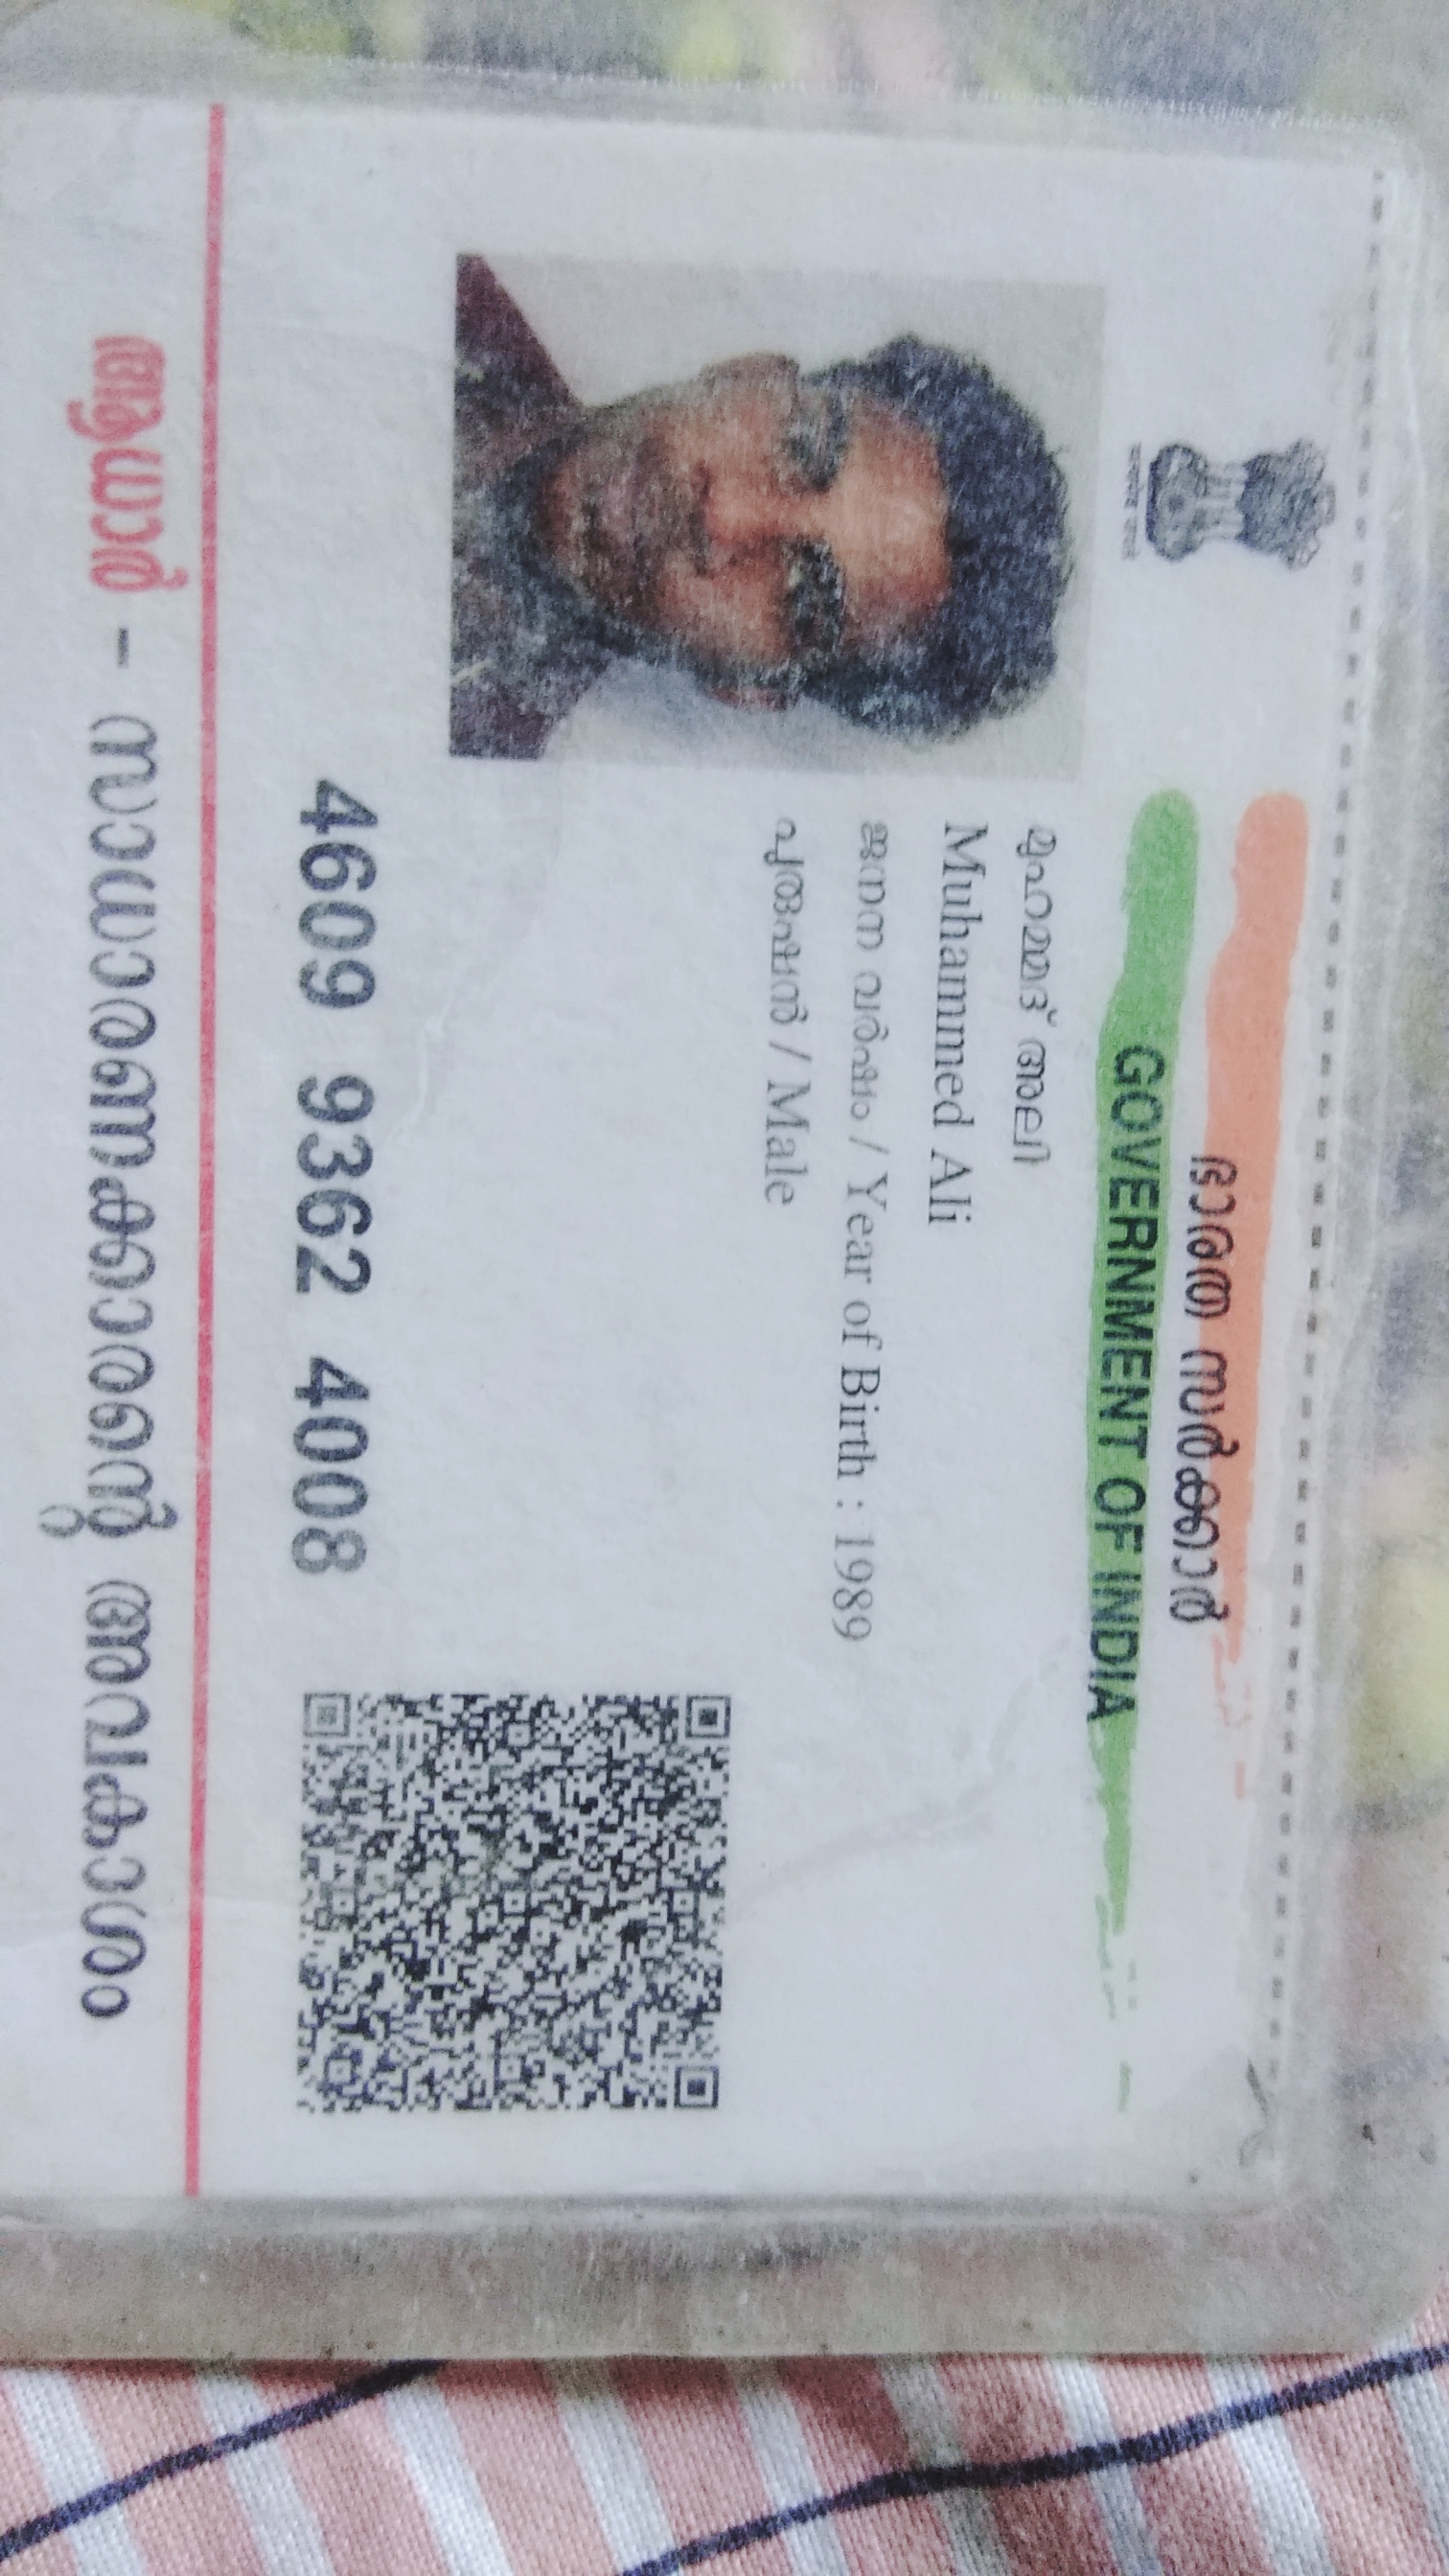 ഭാരത സർക്കാർ
GOVERNMENT OF INDIA
മുഹമ്മദ് അലി
Muhammed Ali
ജനന വർഷം / Year of Birth : 1989
പുരുഷൻ / Male
4609 9362 4008
ആധാർ - സാധാരണക്കാരന്റെ അവകാശം